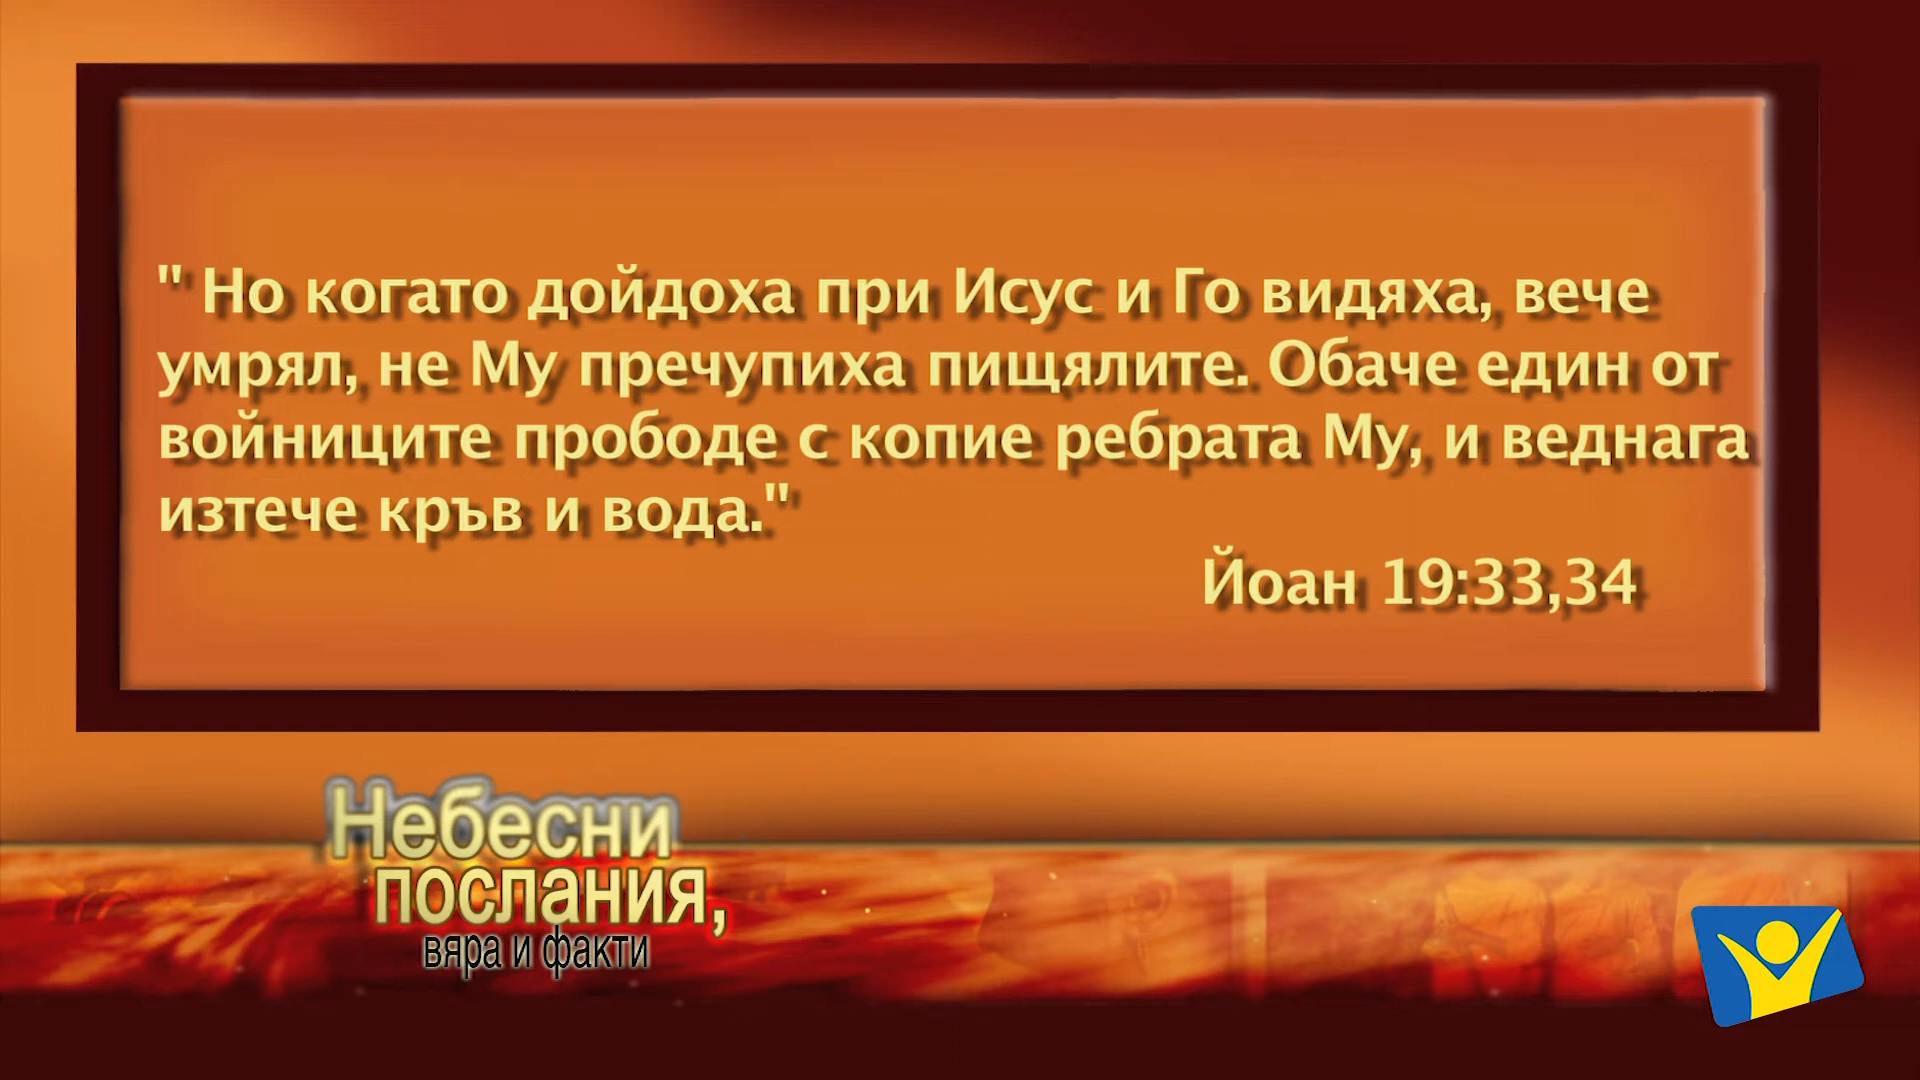 " Но когато дойдоха при Исус и Го видяха, вече
умрял, не Му пречупиха пищялите. Обаче един от
войниците прободе с копие ребрата Му, и веднага
изтече кръв и вода."
Йоан 19:33,34
Небесни
послания,
вяра и факти